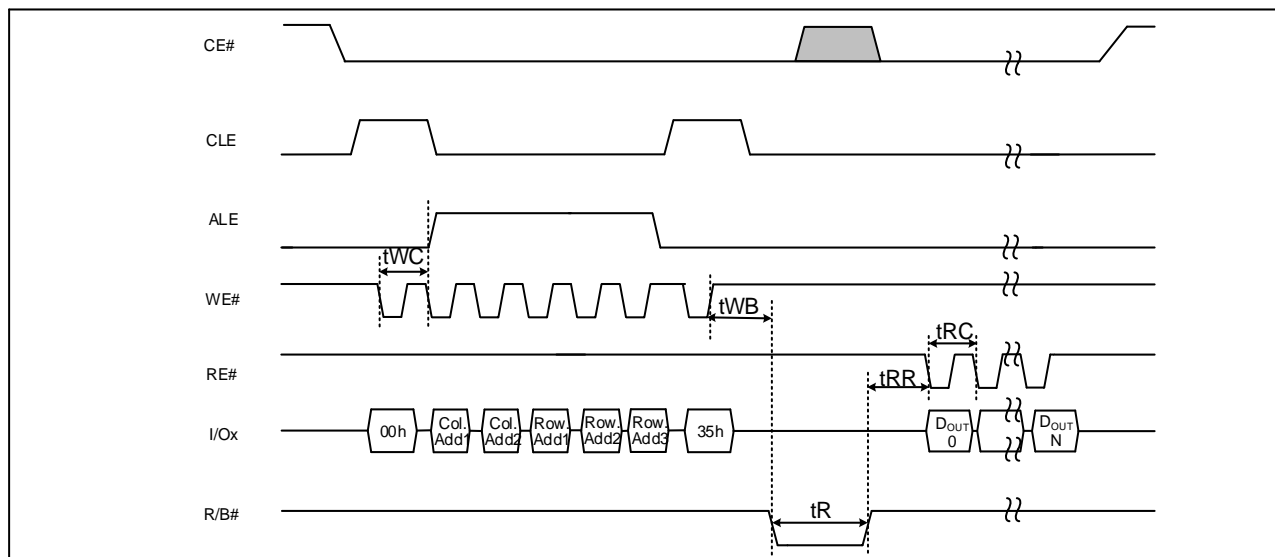 CE#
CLE
ALE
tWC
WE#
tWB
tRC
RE#
tRR
I/Ox
00h
Col.
Add1
Col.
Add2
Row.
Add1
Row.
Add2
Row.
Add3
35h
DOUT
0
DOUT
N
R/B#
tR